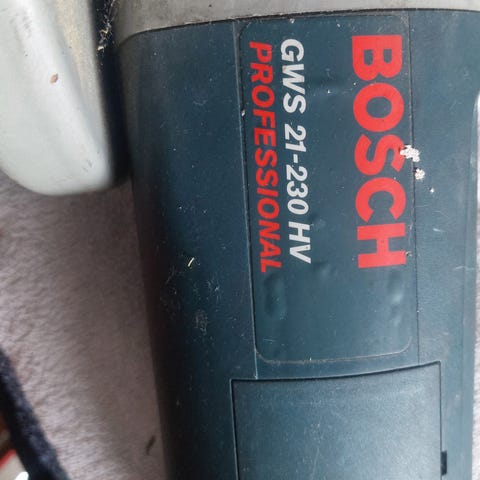 BOSCH
GWS 21-230 HV
PROFESSIONAL